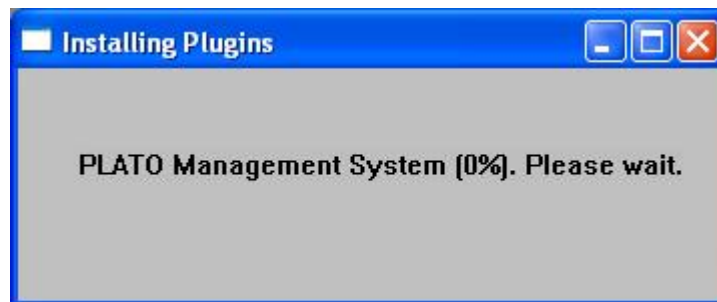 Installing Plugins
PLATO Management System (0%). Please wait.